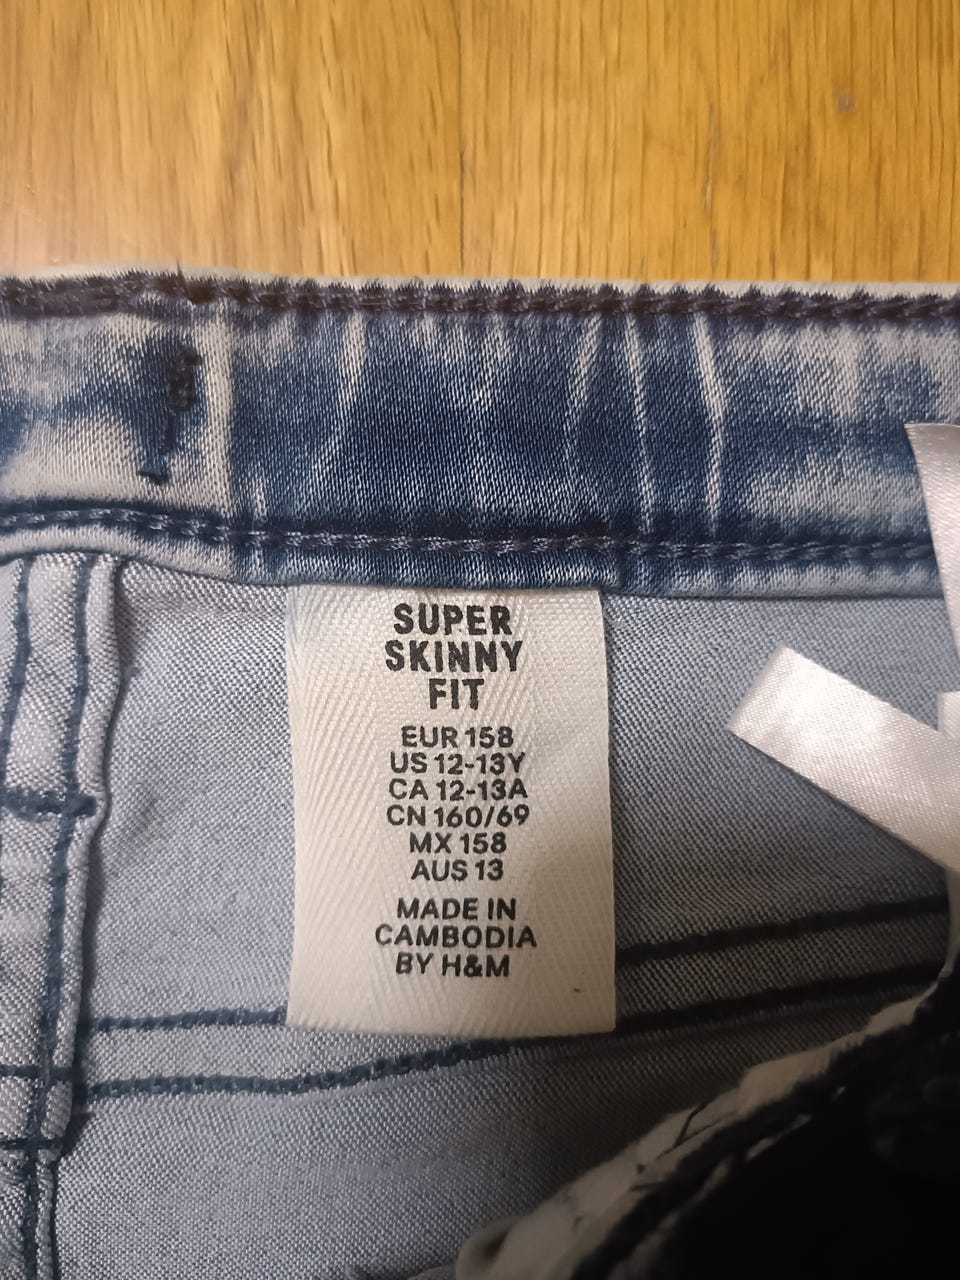 SUPER
SKINNY
FIT
EUR 158
US 12-13Y
CA 12-13A
CN 160/69
MX 158
AUS 13
MADE IN
CAMBODIA
BY H&M